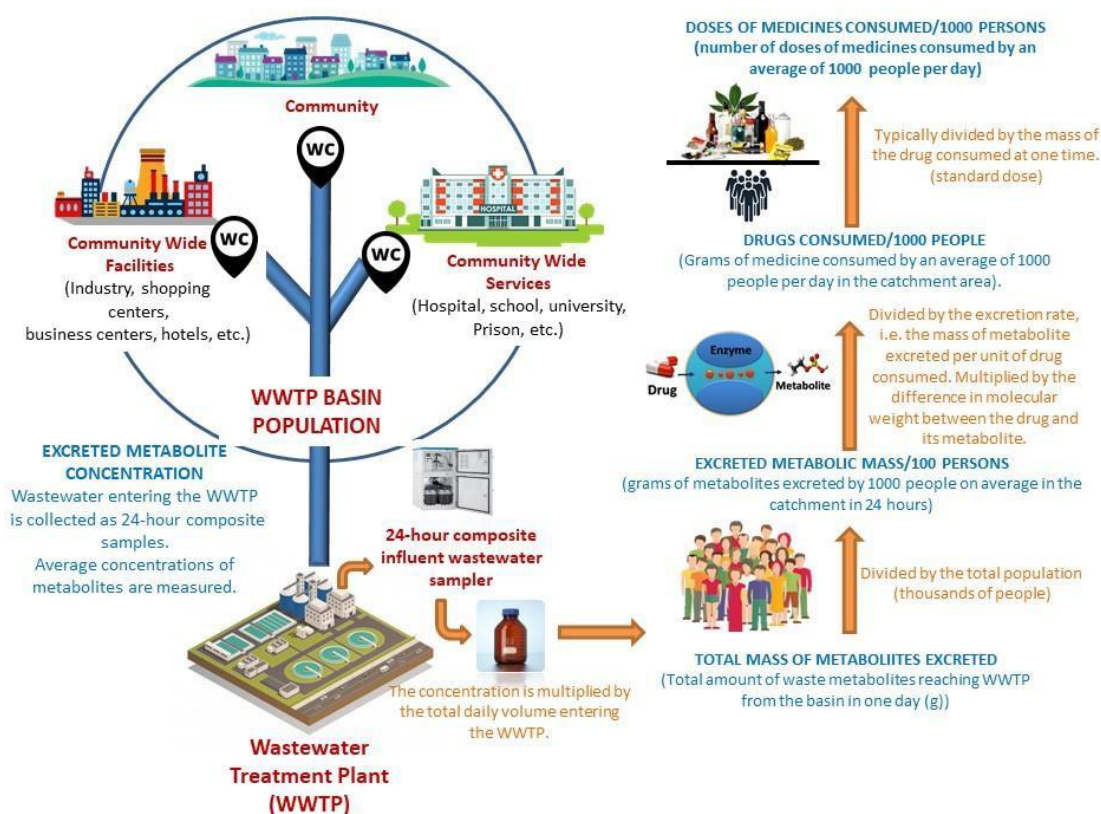 Community
WC
WC
WC
Community Wide
Facilities
(Industry, shopping
centers,
business centers, hotels, etc.)
HOSPITAL
Community Wide
Services
(Hospital, school, university,
Prison, etc.)
WWTP BASIN
POPULATION
EXCRETED METABOLITE
CONCENTRATION
Wastewater entering the WWTP
is collected as 24-hour composite
samples.
Average concentrations of
metabolites are measured.
24-hour composite
influent wastewater
sampler
The concentration is multiplied by
the total daily volume entering
the WWTP.
Wastewater
Treatment Plant
(WWTP)
DOSES OF MEDICINES CONSUMED/1000 PERSONS
(number of doses of medicines consumed by an
average of 1000 people per day)
Typically divided by the mass of
the drug consumed at one time.
(standard dose)
DRUGS CONSUMED/1000 PEOPLE
(Grams of medicine consumed by an average of 1000
people per day in the catchment area).
Divided by the excretion rate,
i.e. the mass of metabolite
excreted per unit of drug
consumed. Multiplied by the
difference in molecular
weight between the drug and
its metabolite.
Enzyme
Drug
Metabolite
EXCRETED METABOLIC MASS/100 PERSONS
(grams of metabolites excreted by 1000 people on average in the
catchment in 24 hours)
Divided by the total population
(thousands of people)
TOTAL MASS OF METABOLIITES EXCRETED
(Total amount of waste metabolites reaching WWTP
from the basin in one day (g))